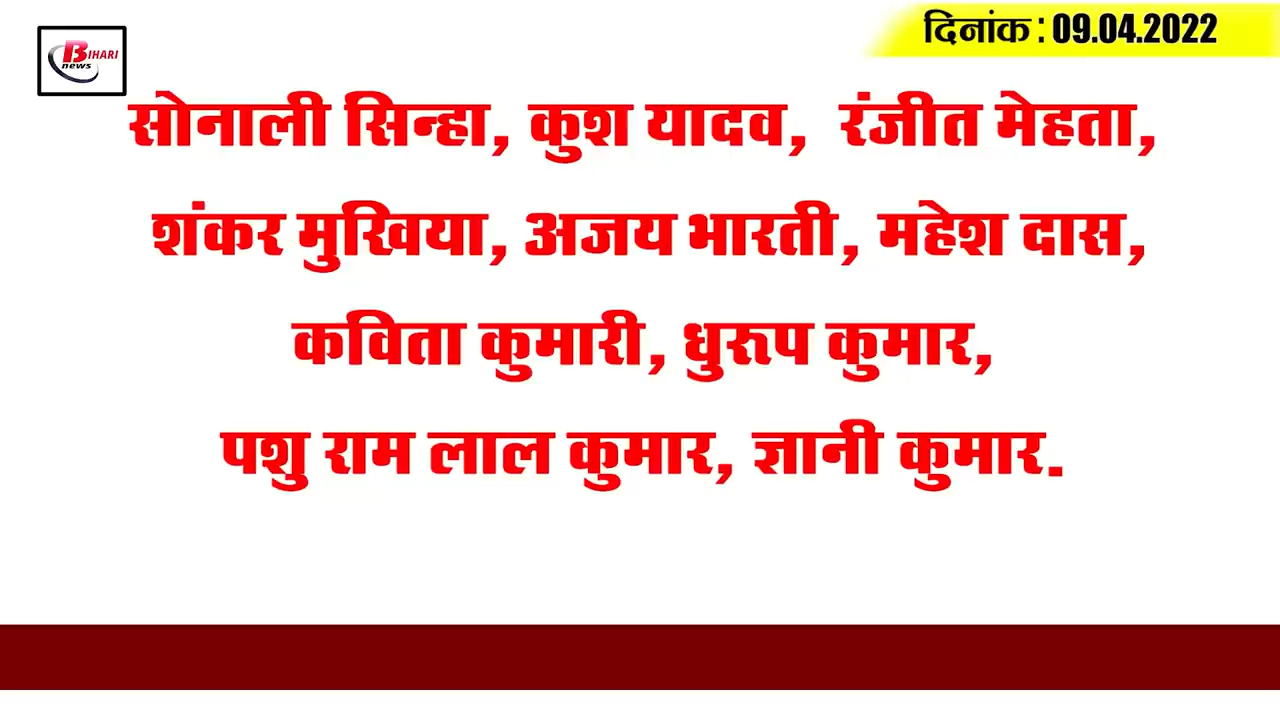 BIHARI
news
दिनांक : 09.04.2022
सोनाली सिन्हा, कुश यादव, रंजीत मेहता,
शंकर मुखिया, अजय भारती, महेश दास,
कविता कुमारी, धुरूप कुमार,
पशु राम लाल कुमार, ज्ञानी कुमार.